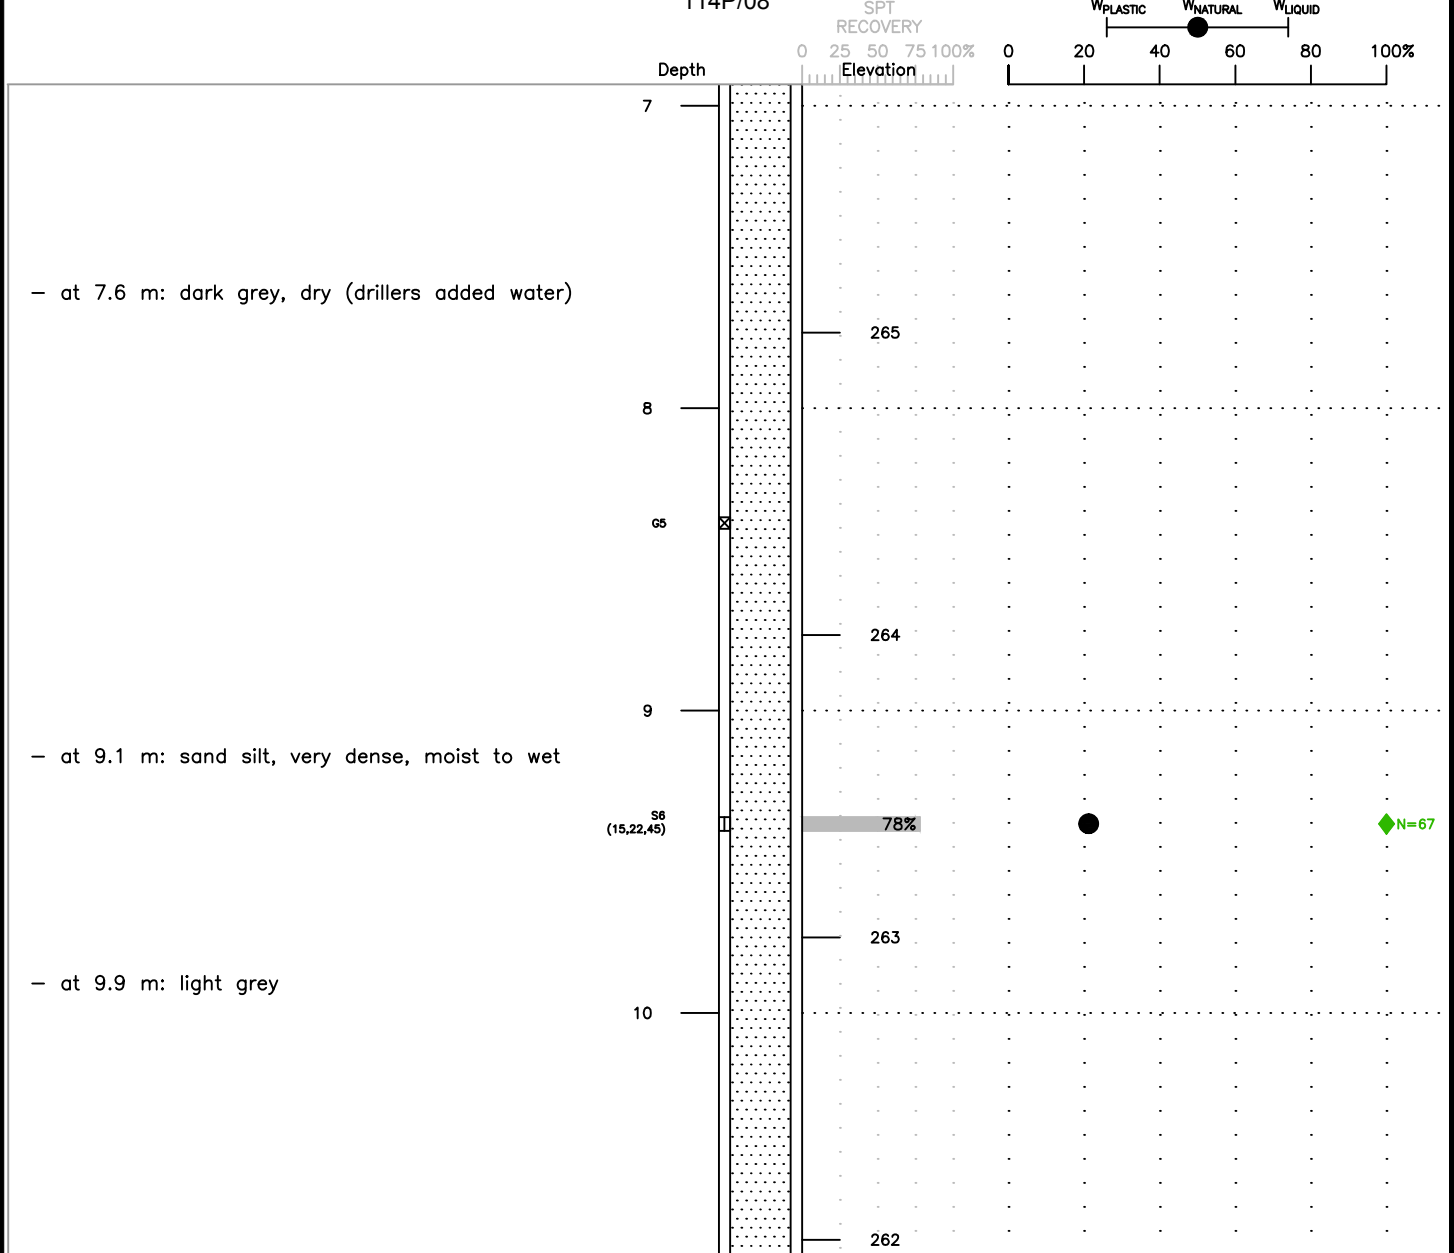 114P/08
SPT
RECOVERY
WPLASTIC WNATURAL WLIQUID
0 25 50 75 100% 0 20 40 60 80 100%
Depth Elevation
7
– at 7.6 m: dark grey, dry (drillers added water)
265
8
G5
264
9
– at 9.1 m: sand silt, very dense, moist to wet
S6
(15,22,45) 78% N=67
263
– at 9.9 m: light grey
10
262